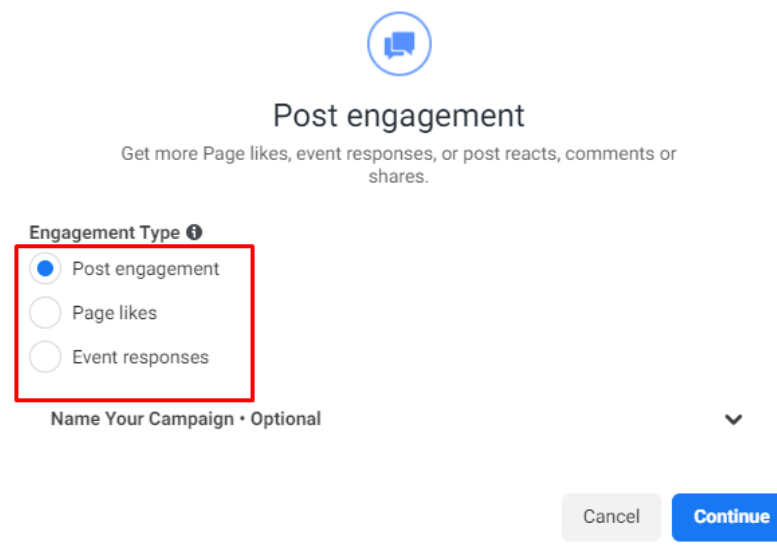 Post engagement
Get more Page likes, event responses, or post reacts, comments or
shares.
Engagement Type
Post engagement
Page likes
Event responses
Name Your Campaign • Optional
Cancel
Continue